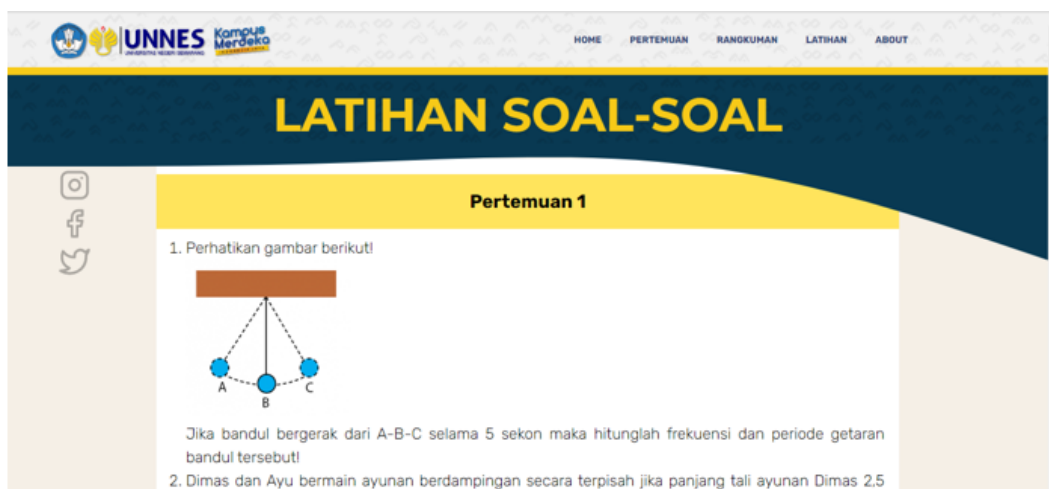 UNNES
UNIVERSITAS NEGERI SEMARANG
Kampus
Merdeka
HOME PERTEMUAN RANGKUMAN LATIHAN ABOUT
LATIHAN SOAL-SOAL
Pertemuan 1
1. Perhatikan gambar berikut!
A
B
C
Jika bandul bergerak dari A-B-C selama 5 sekon maka hitunglah frekuensi dan periode getaran
bandul tersebut!
2. Dimas dan Ayu bermain ayunan berdampingan secara terpisah jika panjang tali ayunan Dimas 2,5